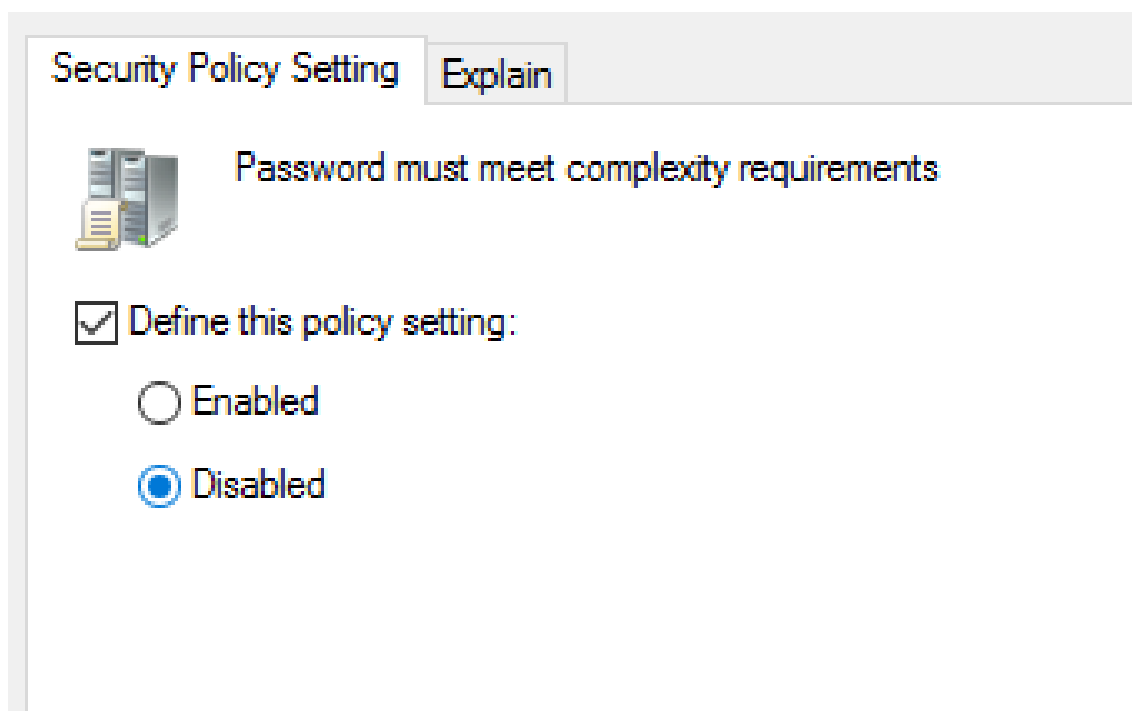 Security Policy Setting
Explain
Password must meet complexity requirements
Define this policy setting:
Enabled
Disabled